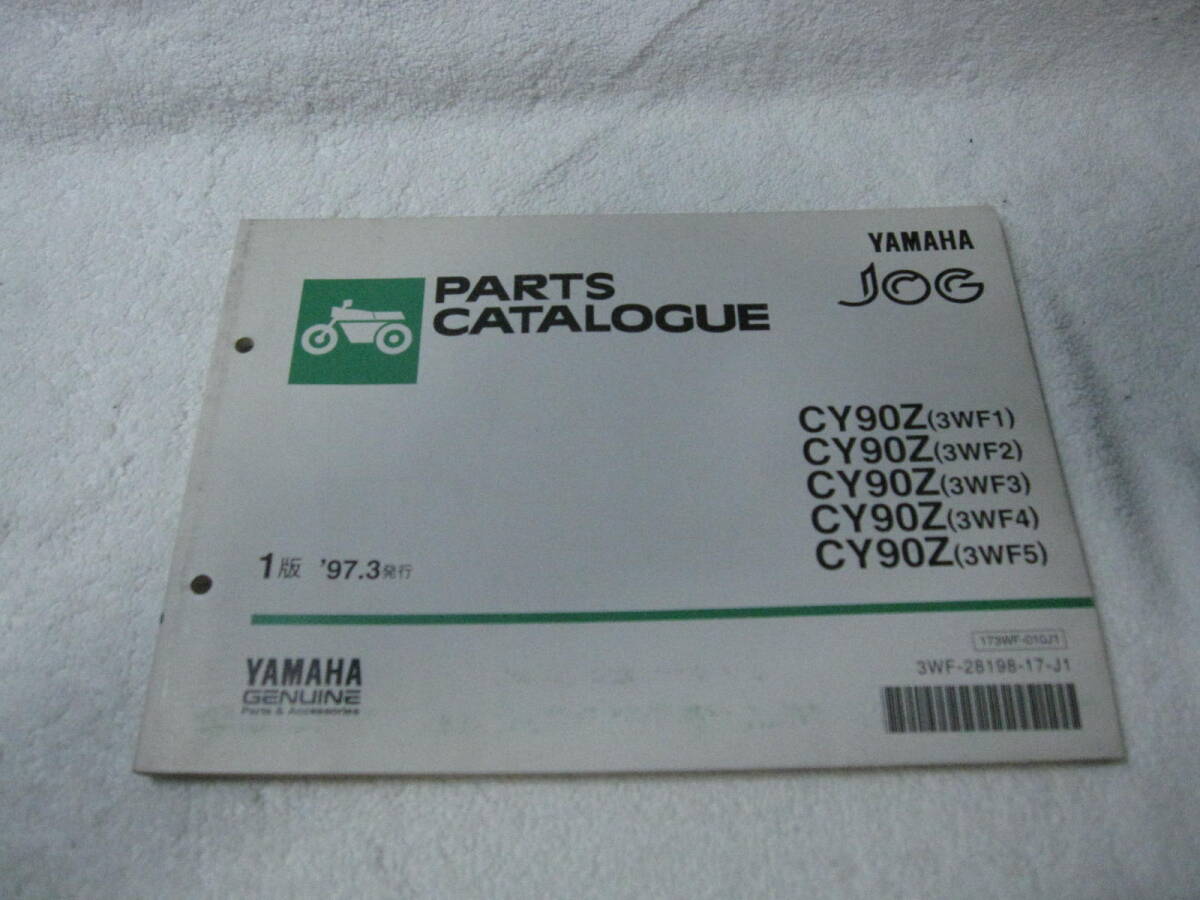 YAMAHA
JOG
PARTS
CATALOGUE
CY90Z(3WF1)
CY90Z(3WF2)
CY90Z(3WF3)
CY90Z(3WF4)
CY90Z(3WF5)
1版 '97.3発行
173WF-010J1
3WF-28198-17-J1
YAMAHA
GENUINE
Parts & Accessories